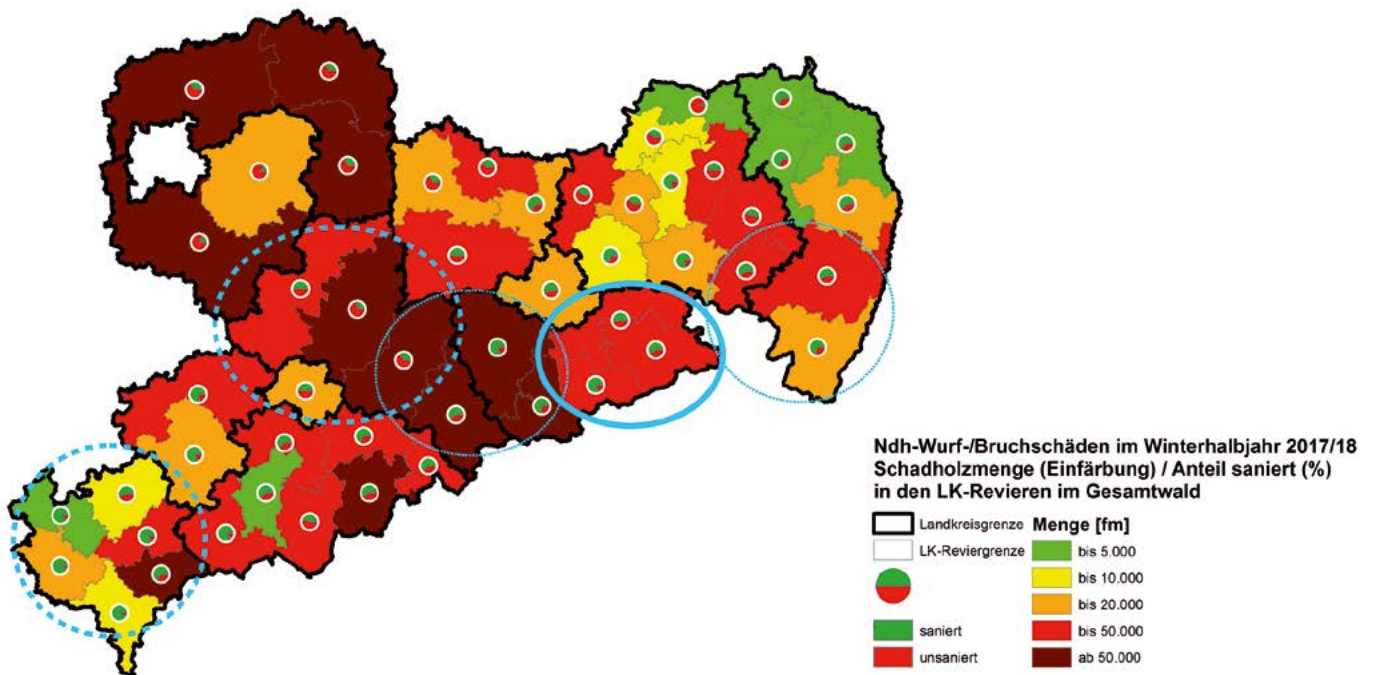 Ndh-Wurf-/Bruchschäden im Winterhalbjahr 2017/18
Schadholzmenge (Einfärbung) / Anteil saniert (%)
in den LK-Revieren im Gesamtwald
Landkreisgrenze
LK-Reviergrenze
saniert
unsaniert
Menge [fm]
bis 5.000
bis 10.000
bis 20.000
bis 50.000
ab 50.000